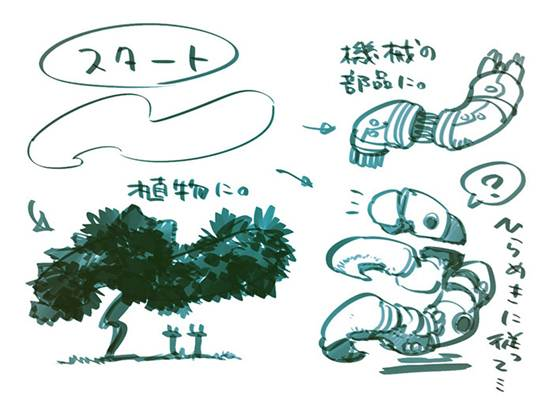 スタート
機械の
部品に。
植物に。
?
ひらめきに従って…